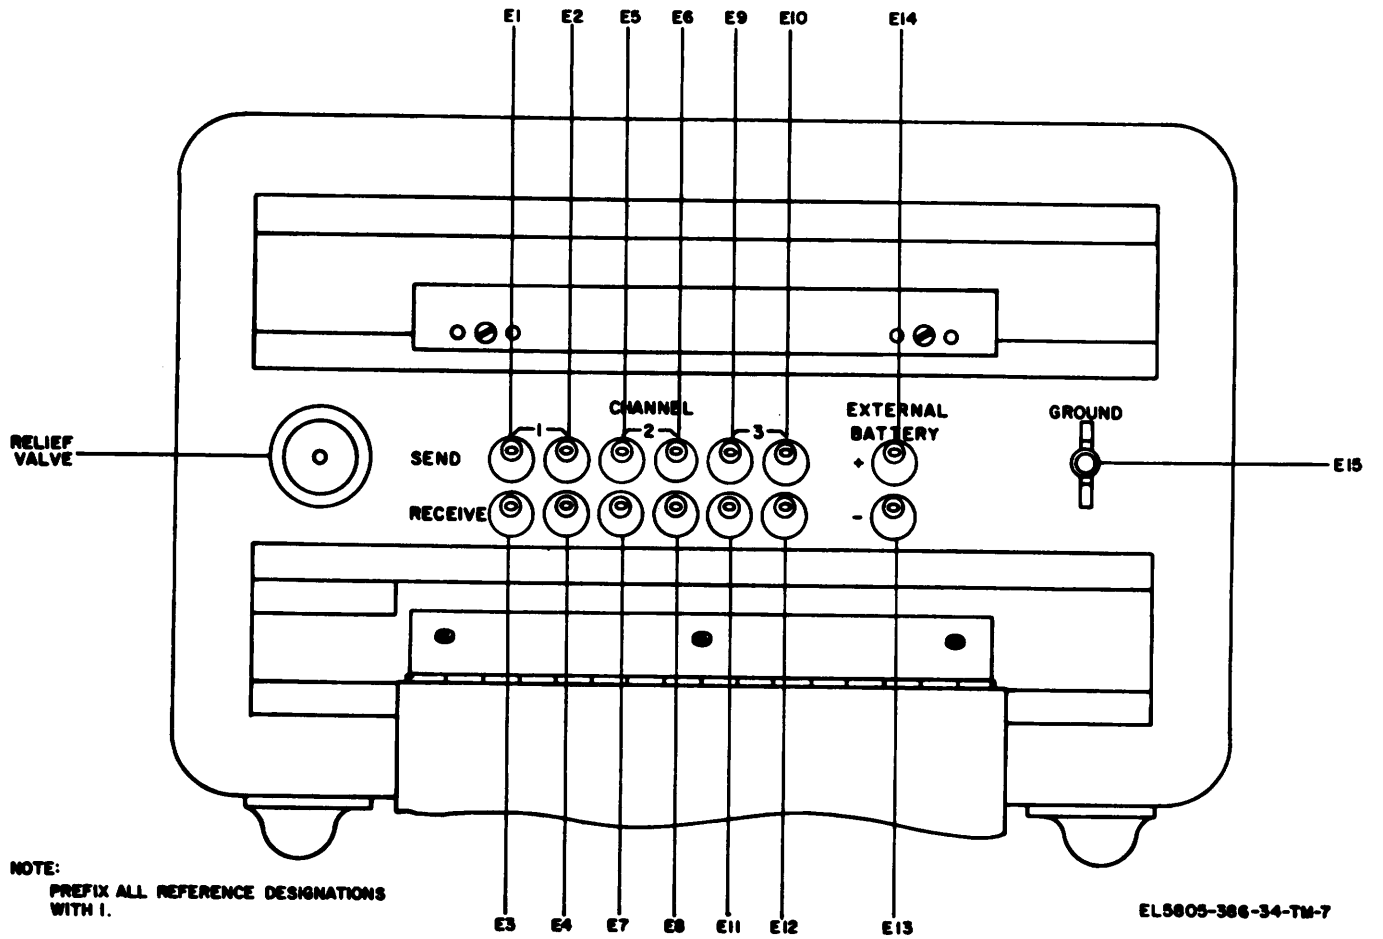 E1 E2 E5 E6 E9 E10 E14
CHANNEL
EXTERNAL
BATTERY
GROUND
1 2 3
RELIEF
VALVE
SEND
+
E15
RECEIVE
-
NOTE:
PREFIX ALL REFERENCE DESIGNATIONS
WITH 1.
E3 E4 E7 E8 E11 E12 E13
EL5805-386-34-TM-7